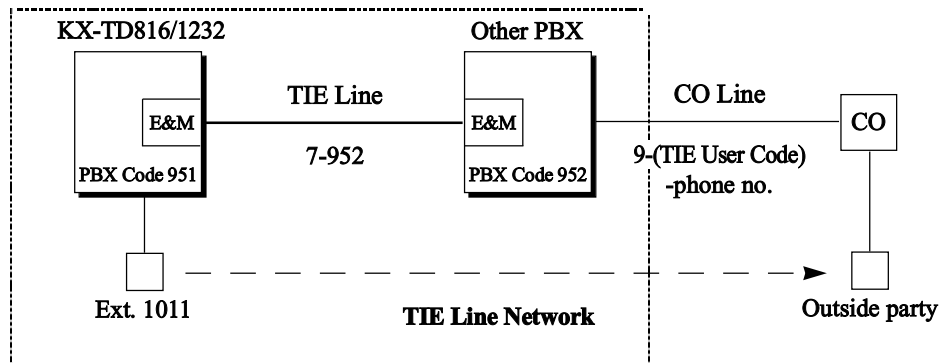 KX-TD816/1232
Other PBX
TIE Line
CO Line
E&M
E&M
CO
7-952
9-(TIE User Code)
-phone no.
PBX Code 951
PBX Code 952
Ext. 1011
TIE Line Network
Outside party